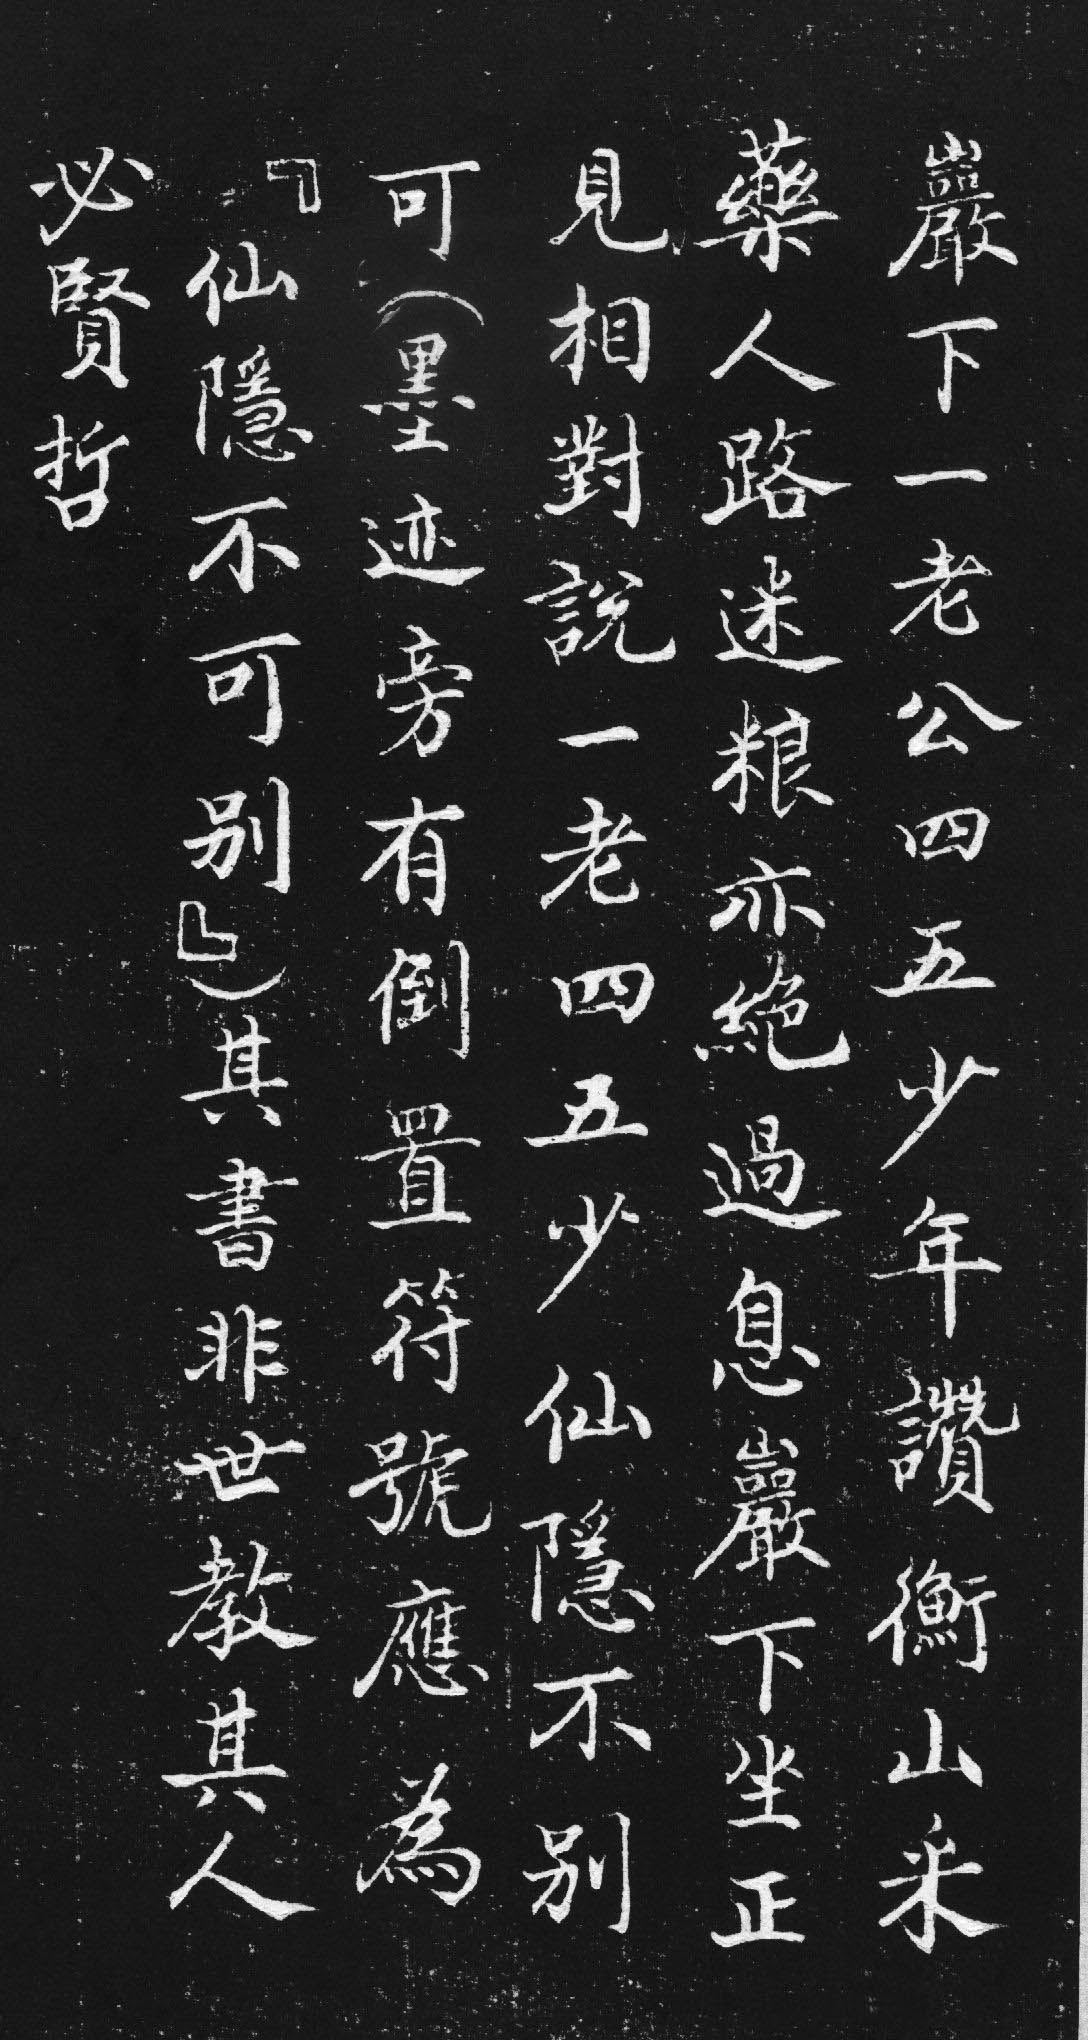 巖下一老公四五少年讚衡山采
藥人路迷粮亦絶過息巖下坐正
見相對說一老四五少仙隱不别
可（墨迹旁有倒置符號應為
『仙隱不可别』）其書非世教其人
必賢哲